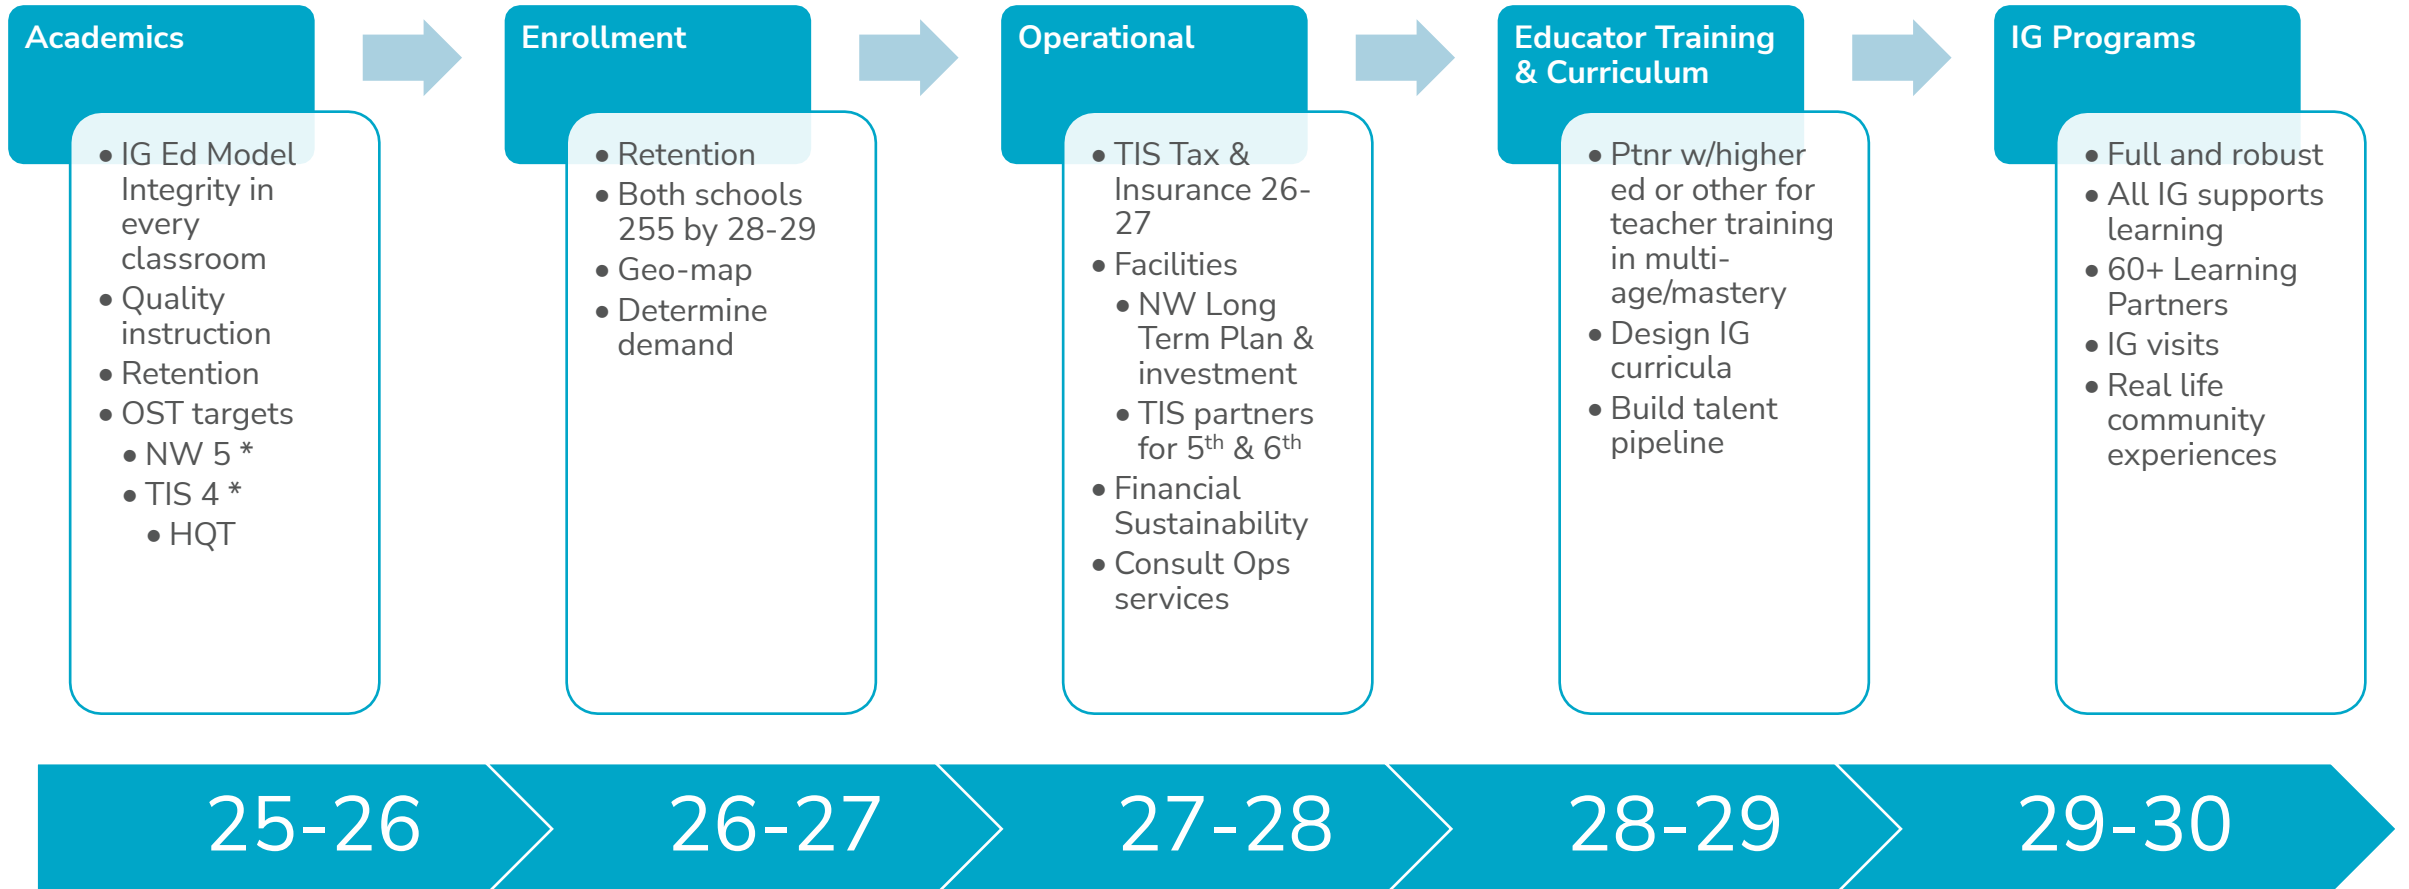 Academics
• IG Ed Model
Integrity in
every
classroom
• Quality
instruction
• Retention
• OST targets
• NW 5 *
• TIS 4 *
• HQT
Enrollment
• Retention
• Both schools
255 by 28-29
• Geo-map
• Determine
demand
Operational
• TIS Tax &
Insurance 26-
27
• Facilities
• NW Long
Term Plan &
investment
• TIS partners
for 5th & 6th
• Financial
Sustainability
• Consult Ops
services
Educator Training
& Curriculum
• Ptnr w/higher
ed or other for
teacher training
in multi-
age/mastery
• Design IG
curricula
• Build talent
pipeline
IG Programs
• Full and robust
• All IG supports
learning
• 60+ Learning
Partners
• IG visits
• Real life
community
experiences
25-26
26-27
27-28
28-29
29-30